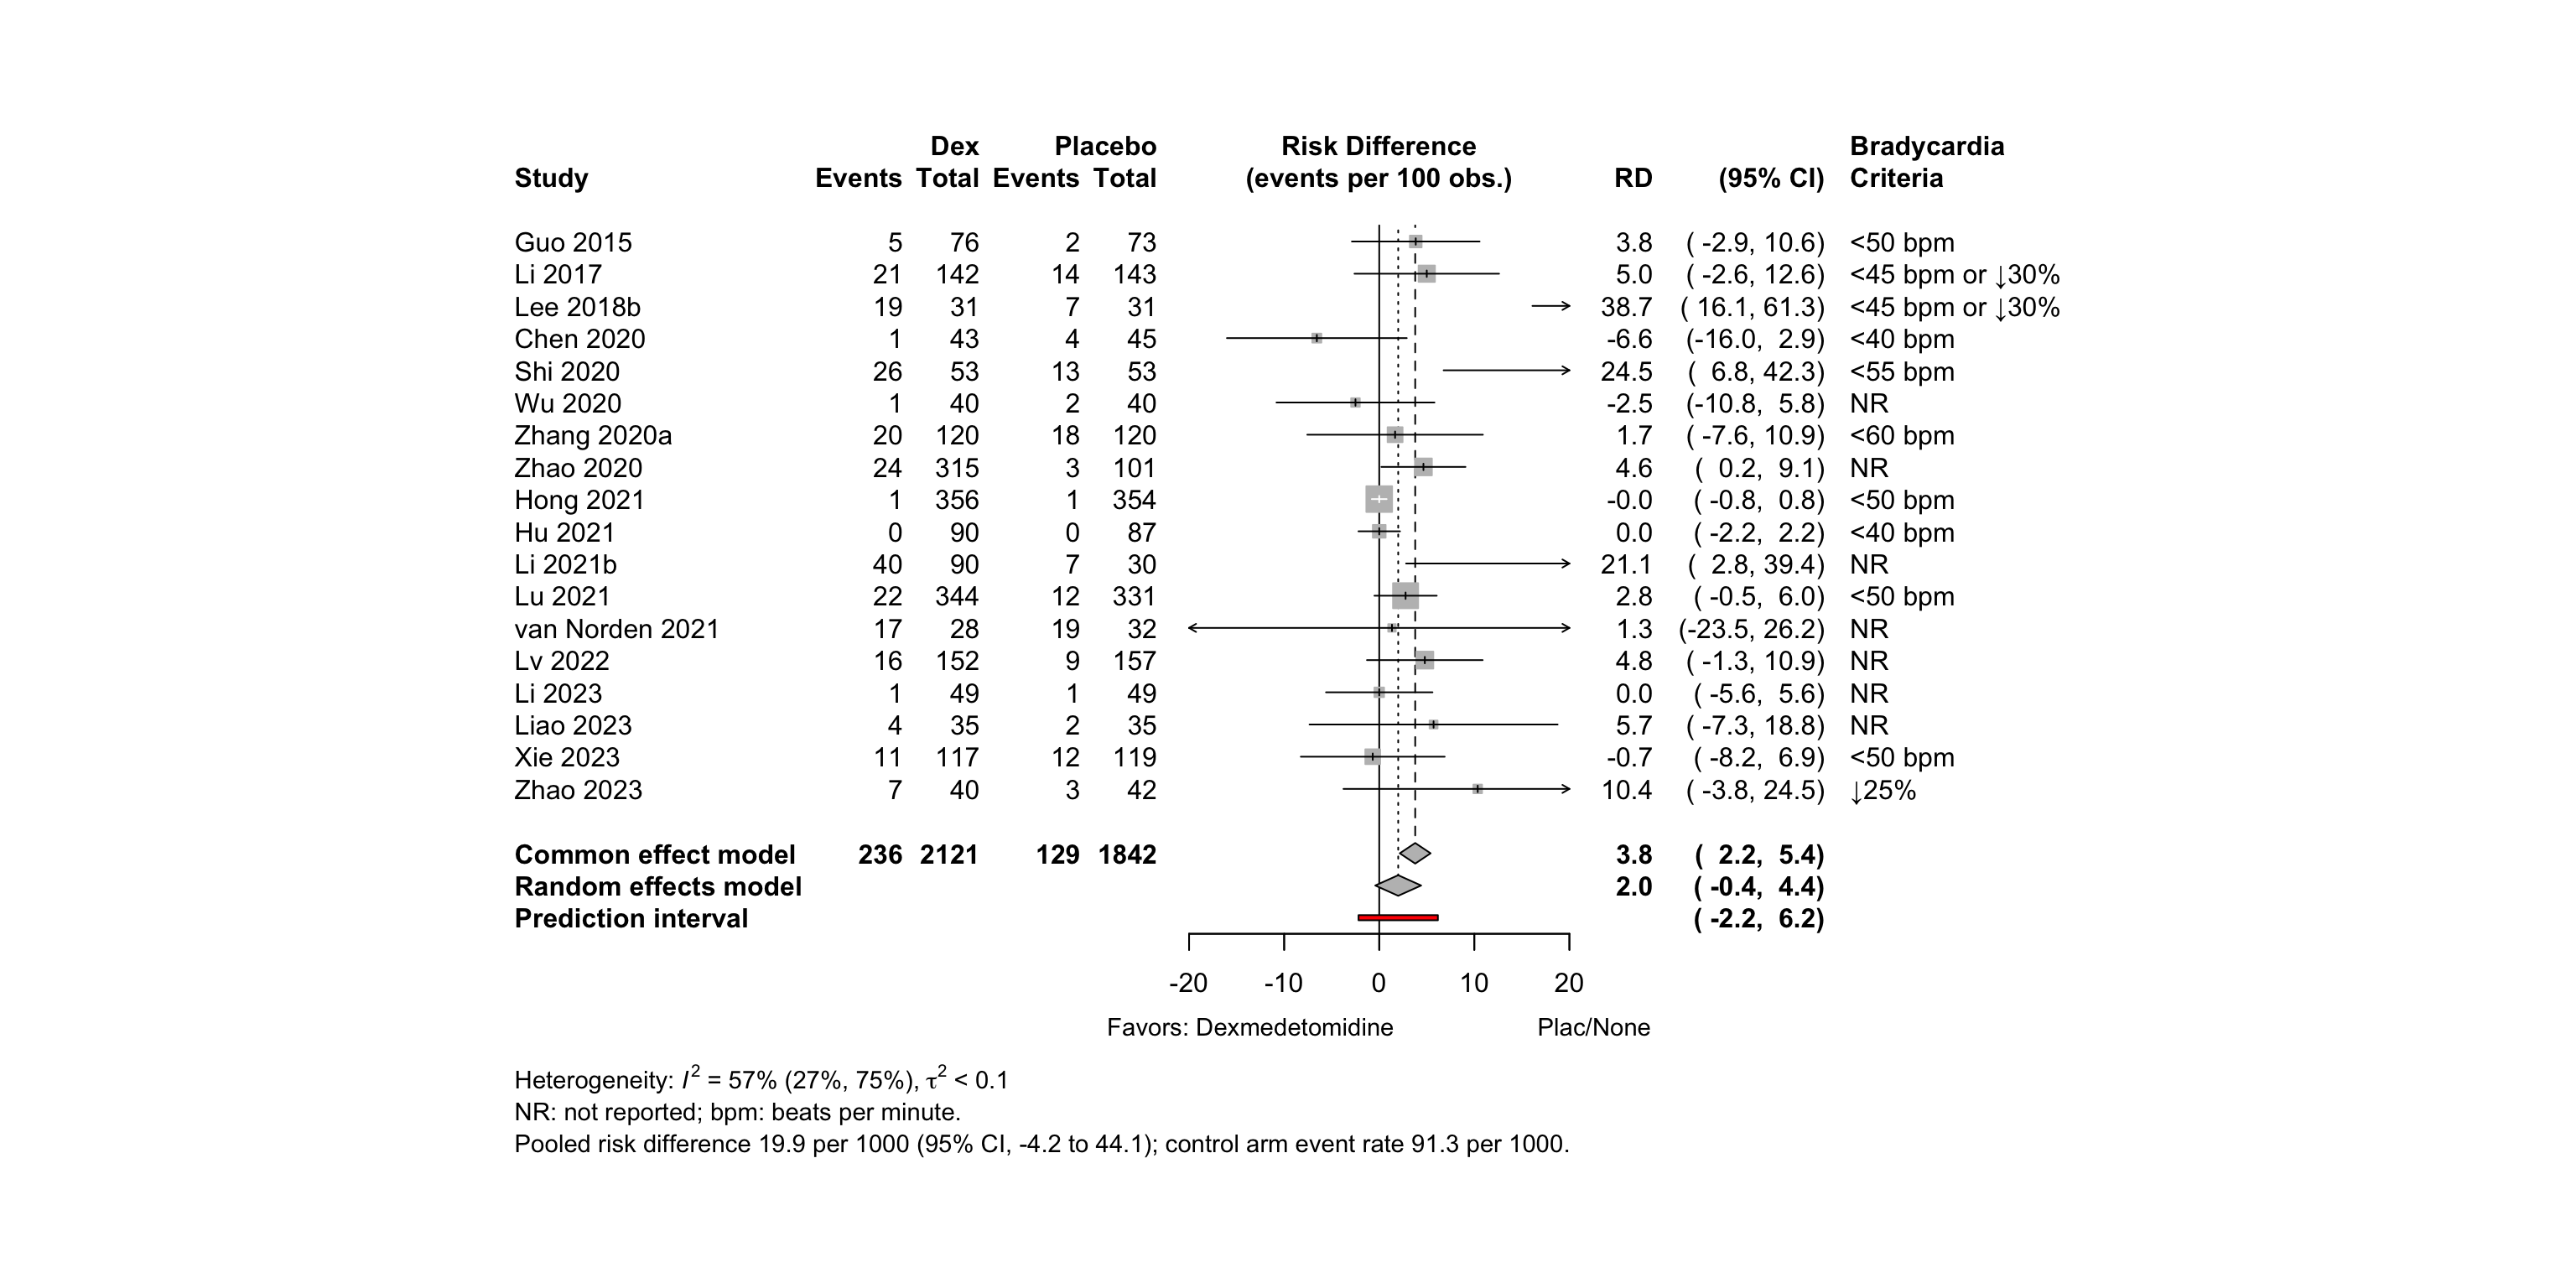 Dex Placebo Risk Difference Bradycardia
Study Events Total Events Total (events per 100 obs.) RD (95% CI) Criteria
Guo 2015 5 76 2 73 3.8 ( -2.9, 10.6) <50 bpm
Li 2017 21 142 14 143 5.0 ( -2.6, 12.6) <45 bpm or ↓30%
Lee 2018b 19 31 7 31 38.7 ( 16.1, 61.3) <45 bpm or ↓30%
Chen 2020 1 43 4 45 -6.6 (-16.0, 2.9) <40 bpm
Shi 2020 26 53 13 53 24.5 ( 6.8, 42.3) <55 bpm
Wu 2020 1 40 2 40 -2.5 (-10.8, 5.8) NR
Zhang 2020a 20 120 18 120 1.7 ( -7.6, 10.9) <60 bpm
Zhao 2020 24 315 3 101 4.6 ( 0.2, 9.1) NR
Hong 2021 1 356 1 354 -0.0 ( -0.8, 0.8) <50 bpm
Hu 2021 0 90 0 87 0.0 ( -2.2, 2.2) <40 bpm
Li 2021b 40 90 7 30 21.1 ( 2.8, 39.4) NR
Lu 2021 22 344 12 331 2.8 ( -0.5, 6.0) <50 bpm
van Norden 2021 17 28 19 32 1.3 (-23.5, 26.2) NR
Lv 2022 16 152 9 157 4.8 ( -1.3, 10.9) NR
Li 2023 1 49 1 49 0.0 ( -5.6, 5.6) NR
Liao 2023 4 35 2 35 5.7 ( -7.3, 18.8) NR
Xie 2023 11 117 12 119 -0.7 ( -8.2, 6.9) <50 bpm
Zhao 2023 7 40 3 42 10.4 ( -3.8, 24.5) ↓25%
Common effect model 236 2121 129 1842 3.8 ( 2.2, 5.4)
Random effects model 2.0 ( -0.4, 4.4)
Prediction interval ( -2.2, 6.2)
-20 -10 0 10 20
Favors: Dexmedetomidine Plac/None
Heterogeneity: I² = 57% (27%, 75%), τ² < 0.1
NR: not reported; bpm: beats per minute.
Pooled risk difference 19.9 per 1000 (95% CI, -4.2 to 44.1); control arm event rate 91.3 per 1000.